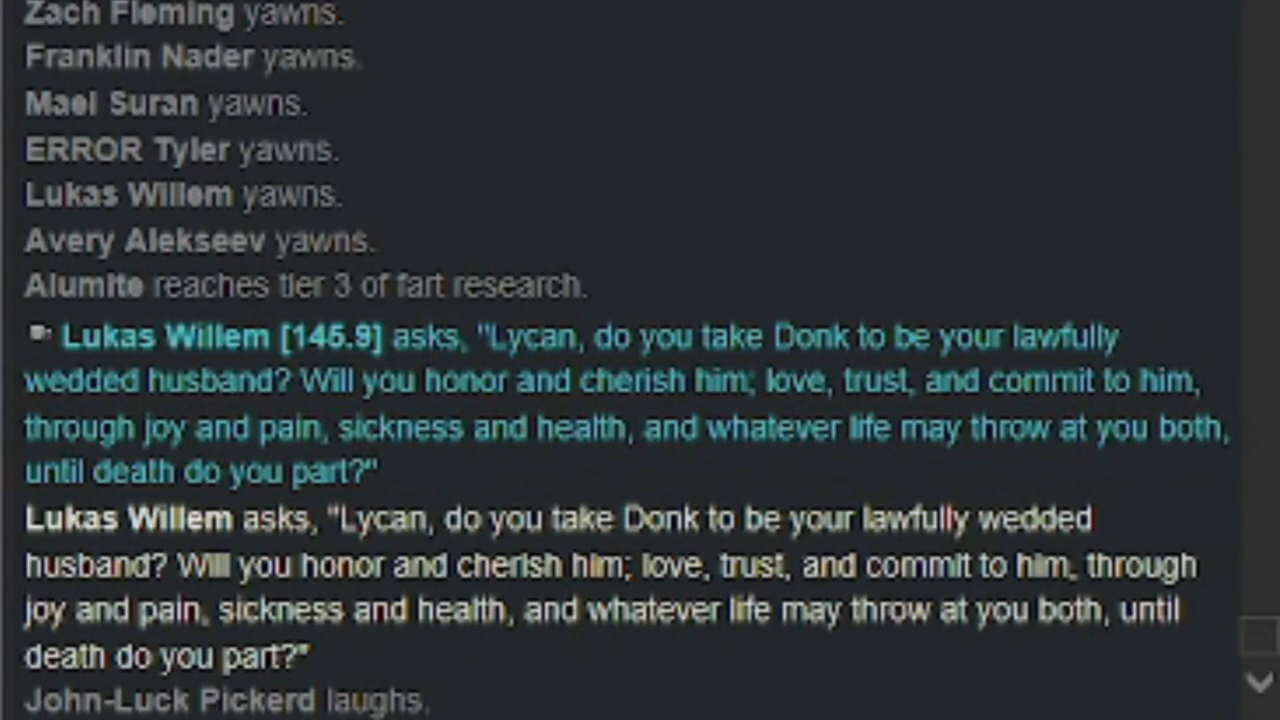 Zach Fleming yawns.
Franklin Nader yawns.
Mael Suran yawns.
ERROR Tyler yawns.
Lukas Willem yawns.
Avery Alekseev yawns.
Alumite reaches tier 3 of fart research.
Lukas Willem [145.9] asks, "Lycan, do you take Donk to be your lawfully
wedded husband? Will you honor and cherish him; love, trust, and commit to him,
through joy and pain, sickness and health, and whatever life may throw at you both,
until death do you part?"
Lukas Willem asks, "Lycan, do you take Donk to be your lawfully wedded
husband? Will you honor and cherish him; love, trust, and commit to him, through
joy and pain, sickness and health, and whatever life may throw at you both, until
death do you part?"
John-Luck Pickerd laughs.